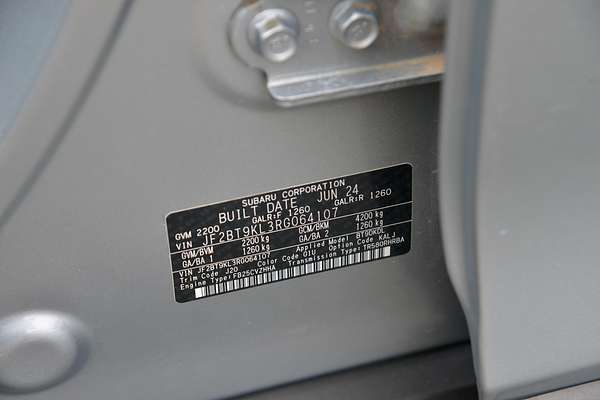 SUBARU CORPORATION
BUILT DATE JUN 24
GVM 2200 GALR:F 1260 GALR:R 1260
VIN JF2BT9KL3RG064107
GVM/BVM 2200 kg GCM/BKM 4200 kg
GA/BA 1 1260 kg GA/BA 2 1260 kg
VIN JF2BT9KL3RG064107 Applied Model BT9DKDL
Trim Code J20 Color Code O1U Option Code KALJ
Engine Type:FB25CVZHHA Transmission Type:TR580RHRBA